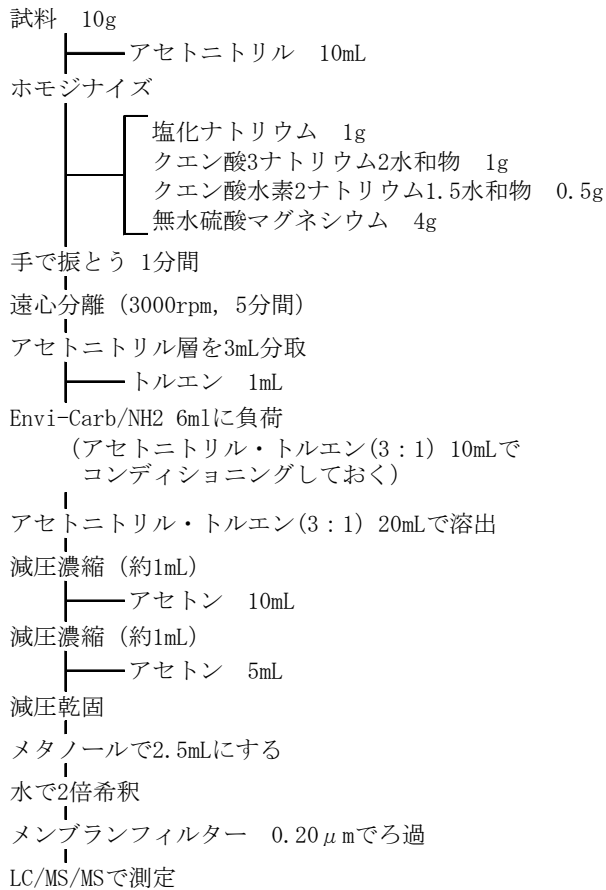 試料　10g
アセトニトリル　10mL
ホモジナイズ
塩化ナトリウム　1g
クエン酸3ナトリウム2水和物　1g
クエン酸水素2ナトリウム1.5水和物　0.5g
無水硫酸マグネシウム　4g
手で振とう 1分間
遠心分離 (3000rpm, 5分間)
アセトニトリル層を3mL分取
トルエン　1mL
Envi-Carb/NH2 6mlに負荷
(アセトニトリル・トルエン(3：1) 10mLで
コンディショニングしておく)
アセトニトリル・トルエン(3：1) 20mLで溶出
減圧濃縮 (約1mL)
アセトン　10mL
減圧濃縮 (約1mL)
アセトン　5mL
減圧乾固
メタノールで2.5mLにする
水で2倍希釈
メンブランフィルター　0.20μmでろ過
LC/MS/MSで測定